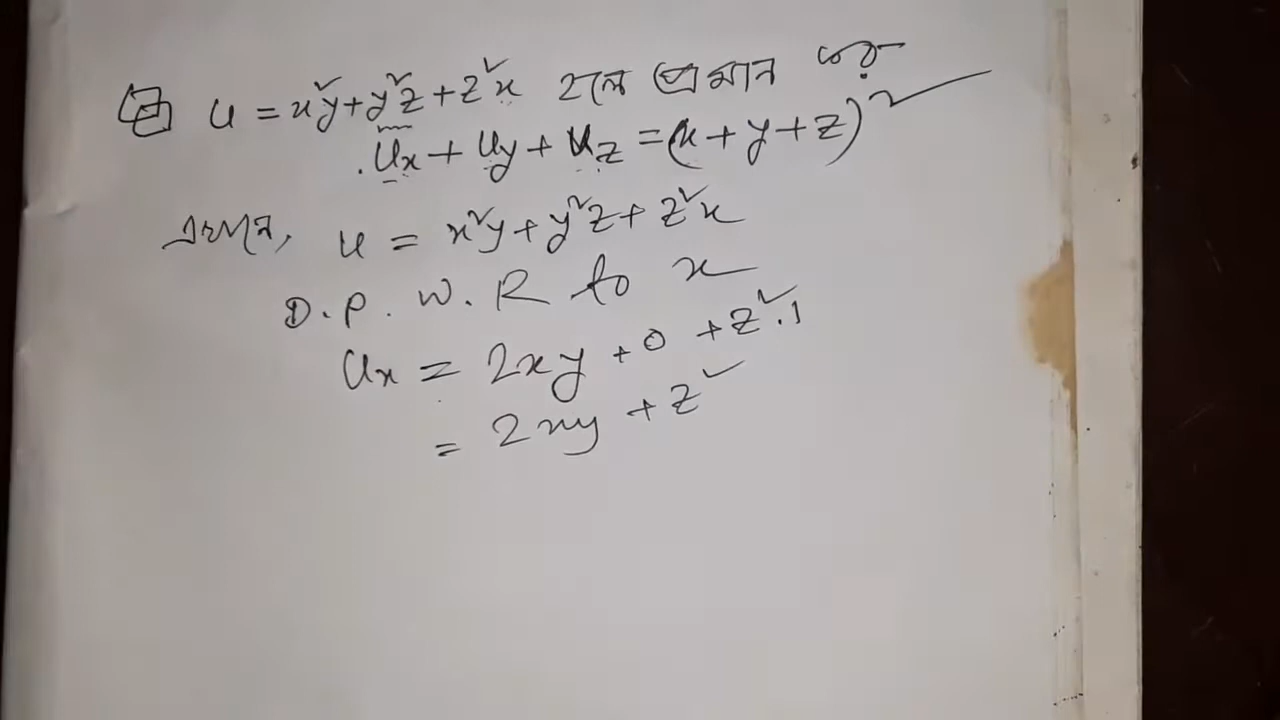 u = x²y + y²z + z²x হলে প্রমান কর
Ux + Uy + Uz = (x + y + z)²
এখানে, u = x²y + y²z + z²x
D. P. W. R to x
Ux = 2xy + 0 + z².1
= 2xy + z²